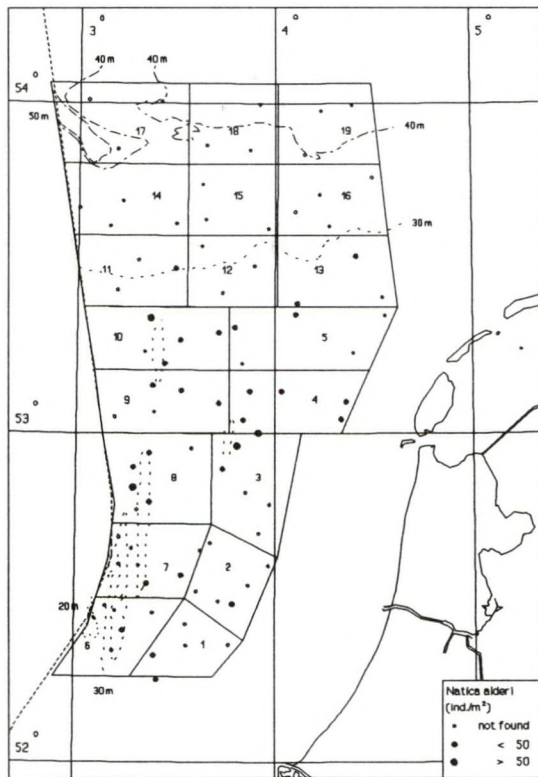 3° 4° 5°
40 m 40 m
54°
50 m 17 18 19 40 m
14 15 16
30 m
11 12 13
10 5
9 4
53°
8 3
7 2
20 m
6 1
30 m
52°
Natica alderi
(ind./m²)
not found
< 50
> 50